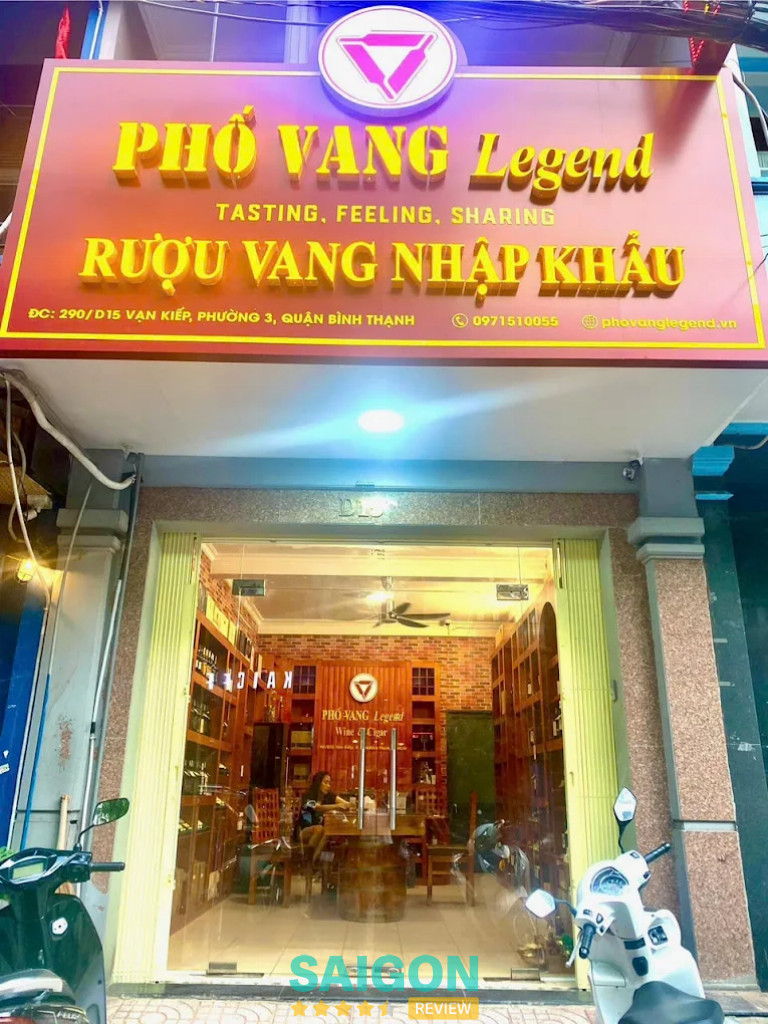 PHỐ VANG Legend
TASTING, FEELING, SHARING
RƯỢU VANG NHẬP KHẨU
ĐC: 290/D15 VẠN KIẾP, PHƯỜNG 3, QUẬN BÌNH THẠNH 0971510055 phovanglegend.vn
D15
PHỐ VANG Legend
Wine & Cigar
SAIGON
REVIEW